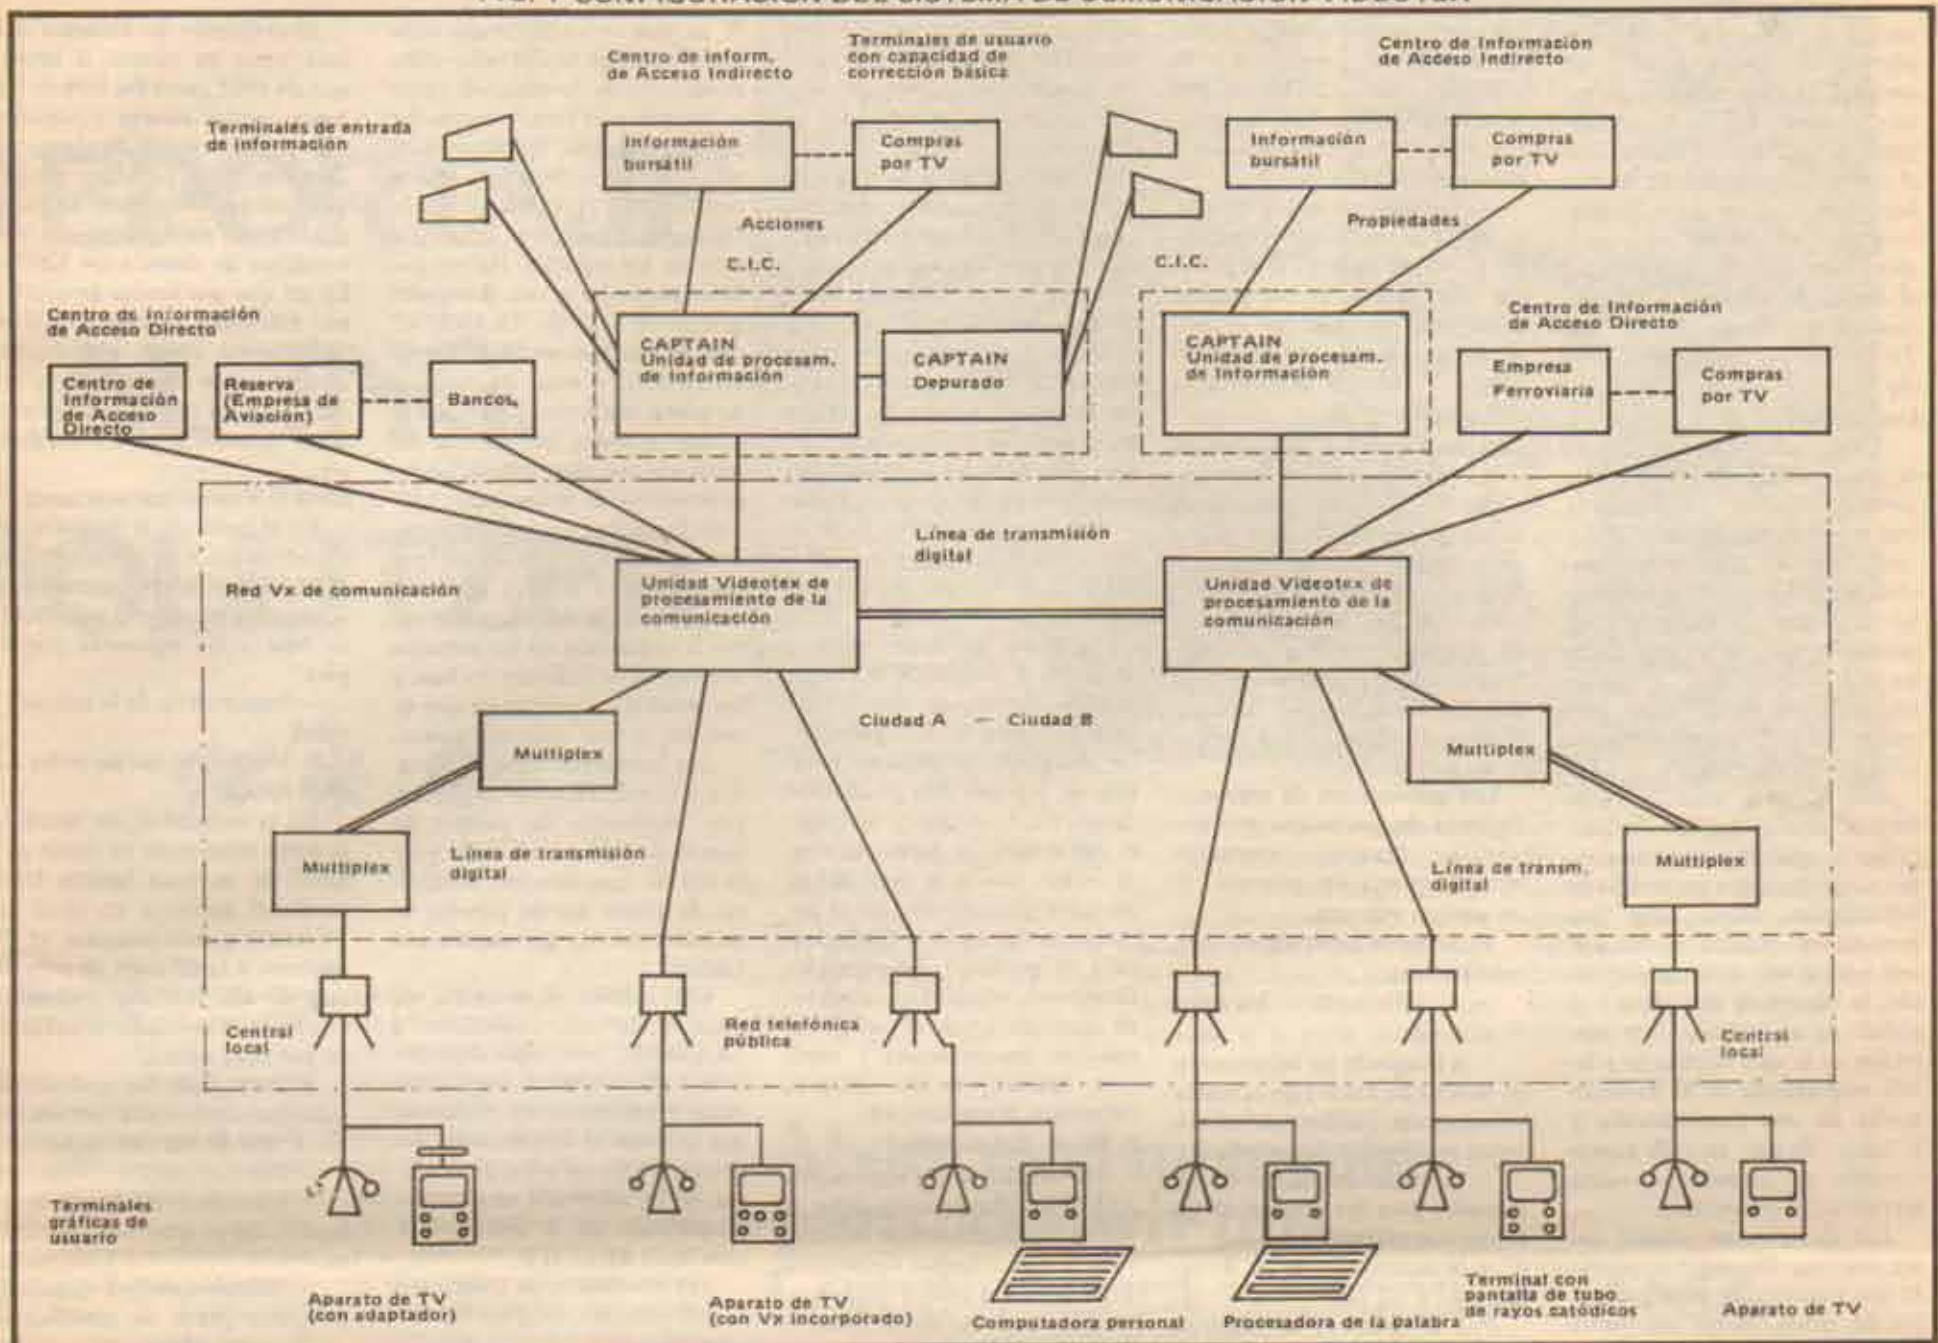 Centro de inform.
de Acceso Indirecto
Terminales de usuario
con capacidad de
corrección básica
Centro de Información
de Acceso Indirecto
Terminales de entrada
de información
Información
bursátil
Compras
por TV
Información
bursátil
Compras
por TV
Acciones
Propiedades
C.I.C.
C.I.C.
Centro de información
de Acceso Directo
Centro de Información
de Acceso Directo
Centro de
Información
de Acceso
Directo
Reserva
(Empresa de
Aviación)
Bancos.
CAPTAIN
Unidad de procesam.
de Información
CAPTAIN
Depurado
CAPTAIN
Unidad de procesam.
de Información
Empresa
Ferroviaria
Compras
por TV
Línea de transmisión
digital
Red Vx de comunicación
Unidad Videotex de
procesamiento de la
comunicación
Unidad Videotex de
procesamiento de la
comunicación
Ciudad A — Ciudad B
Multiplex
Multiplex
Multiplex
Línea de transmisión
digital
Línea de transm.
digital
Multiplex
Central
local
Red telefónica
pública
Central
local
Terminales
gráficas de
usuario
Aparato de TV
(con adaptador)
Aparato de TV
(con Vx incorporado)
Computadora personal
Procesadora de la palabra
Terminal con
pantalla de tubo
de rayos satódicos
Aparato de TV